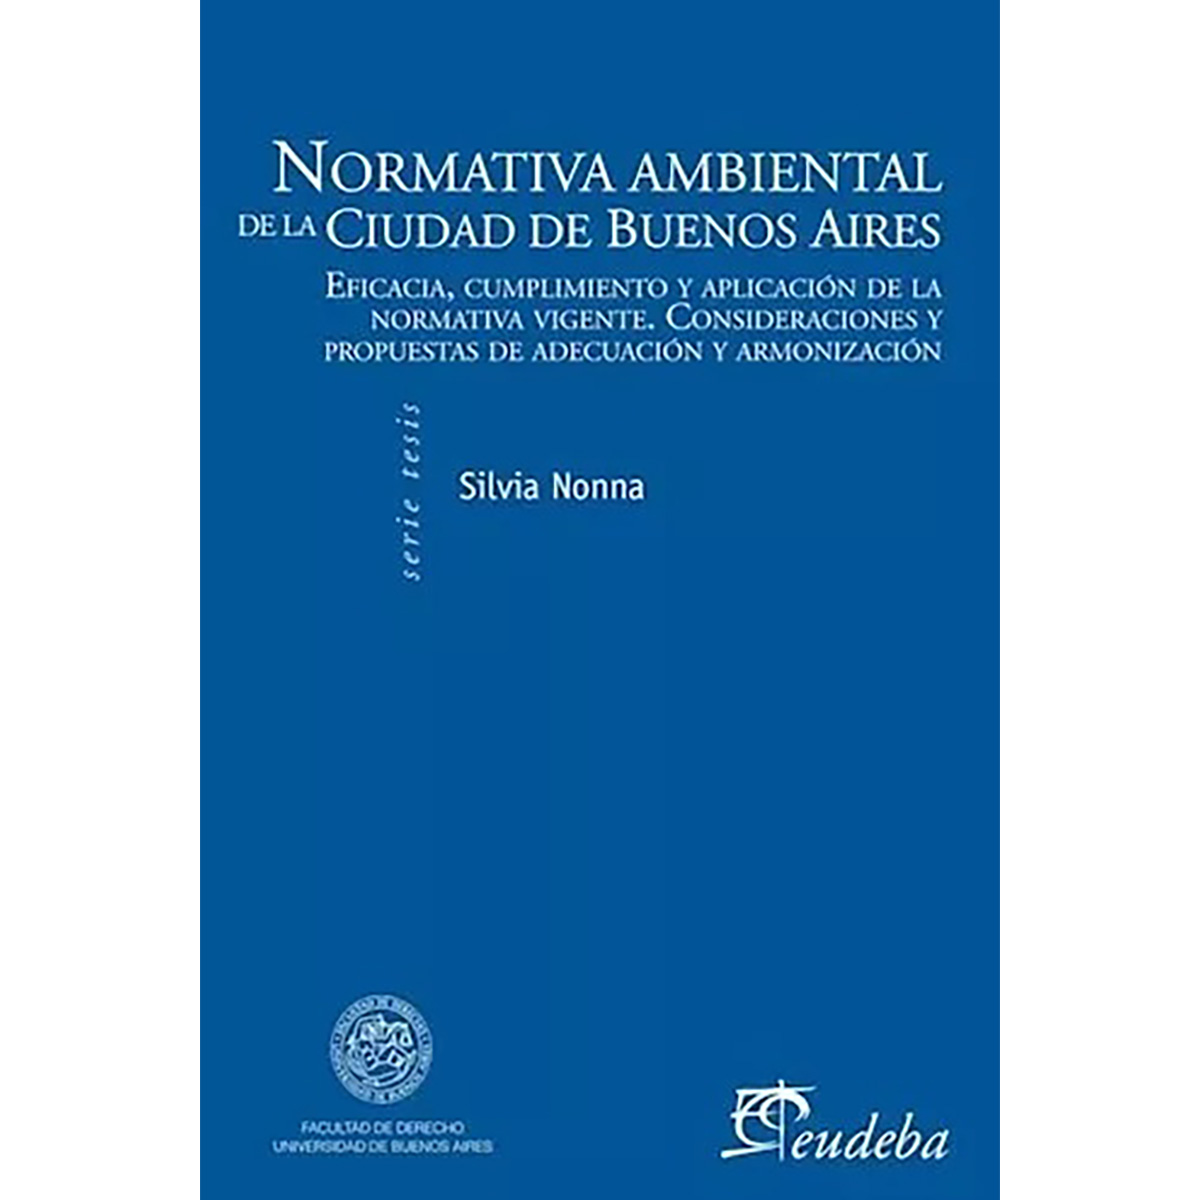 NORMATIVA AMBIENTAL
DE LA CIUDAD DE BUENOS AIRES
EFICACIA, CUMPLIMIENTO Y APLICACIÓN DE LA
NORMATIVA VIGENTE. CONSIDERACIONES Y
PROPUESTAS DE ADECUACIÓN Y ARMONIZACIÓN
serie tesis
Silvia Nonna
FACULTAD DE DERECHO
UNIVERSIDAD DE BUENOS AIRES
eudeba